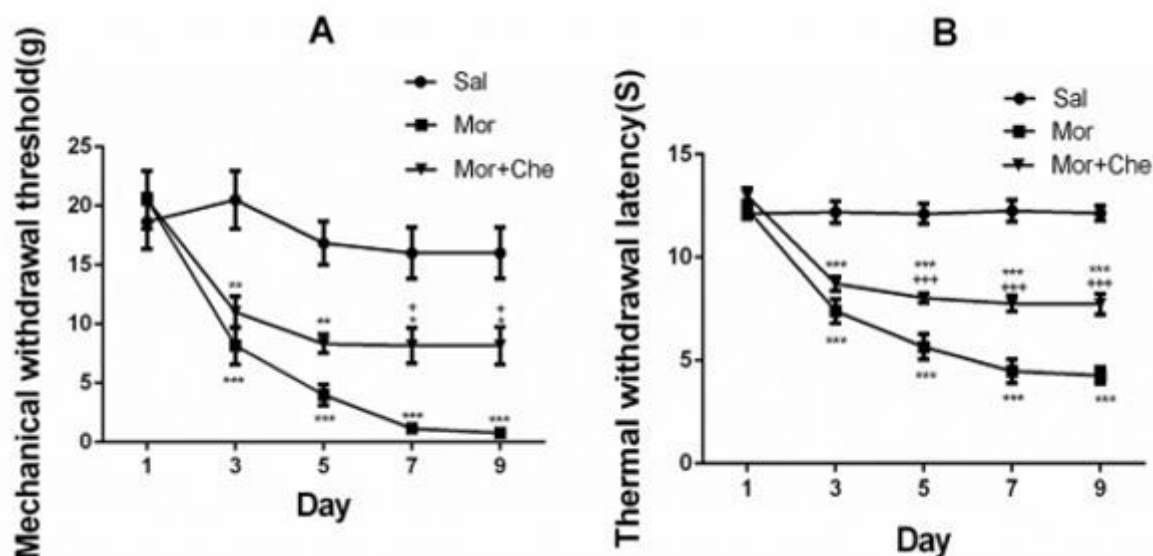 A
Mechanical withdrawal threshold(g)
Sal
Mor
Mor+Che
25
20
15
10
5
0
**
**
+
*
+
*
***
***
***
***
1 3 5 7 9
Day
B
Thermal withdrawal latency(S)
Sal
Mor
Mor+Che
15
10
5
0
***
***
+++
***
+++
***
+++
***
***
***
***
1 3 5 7 9
Day